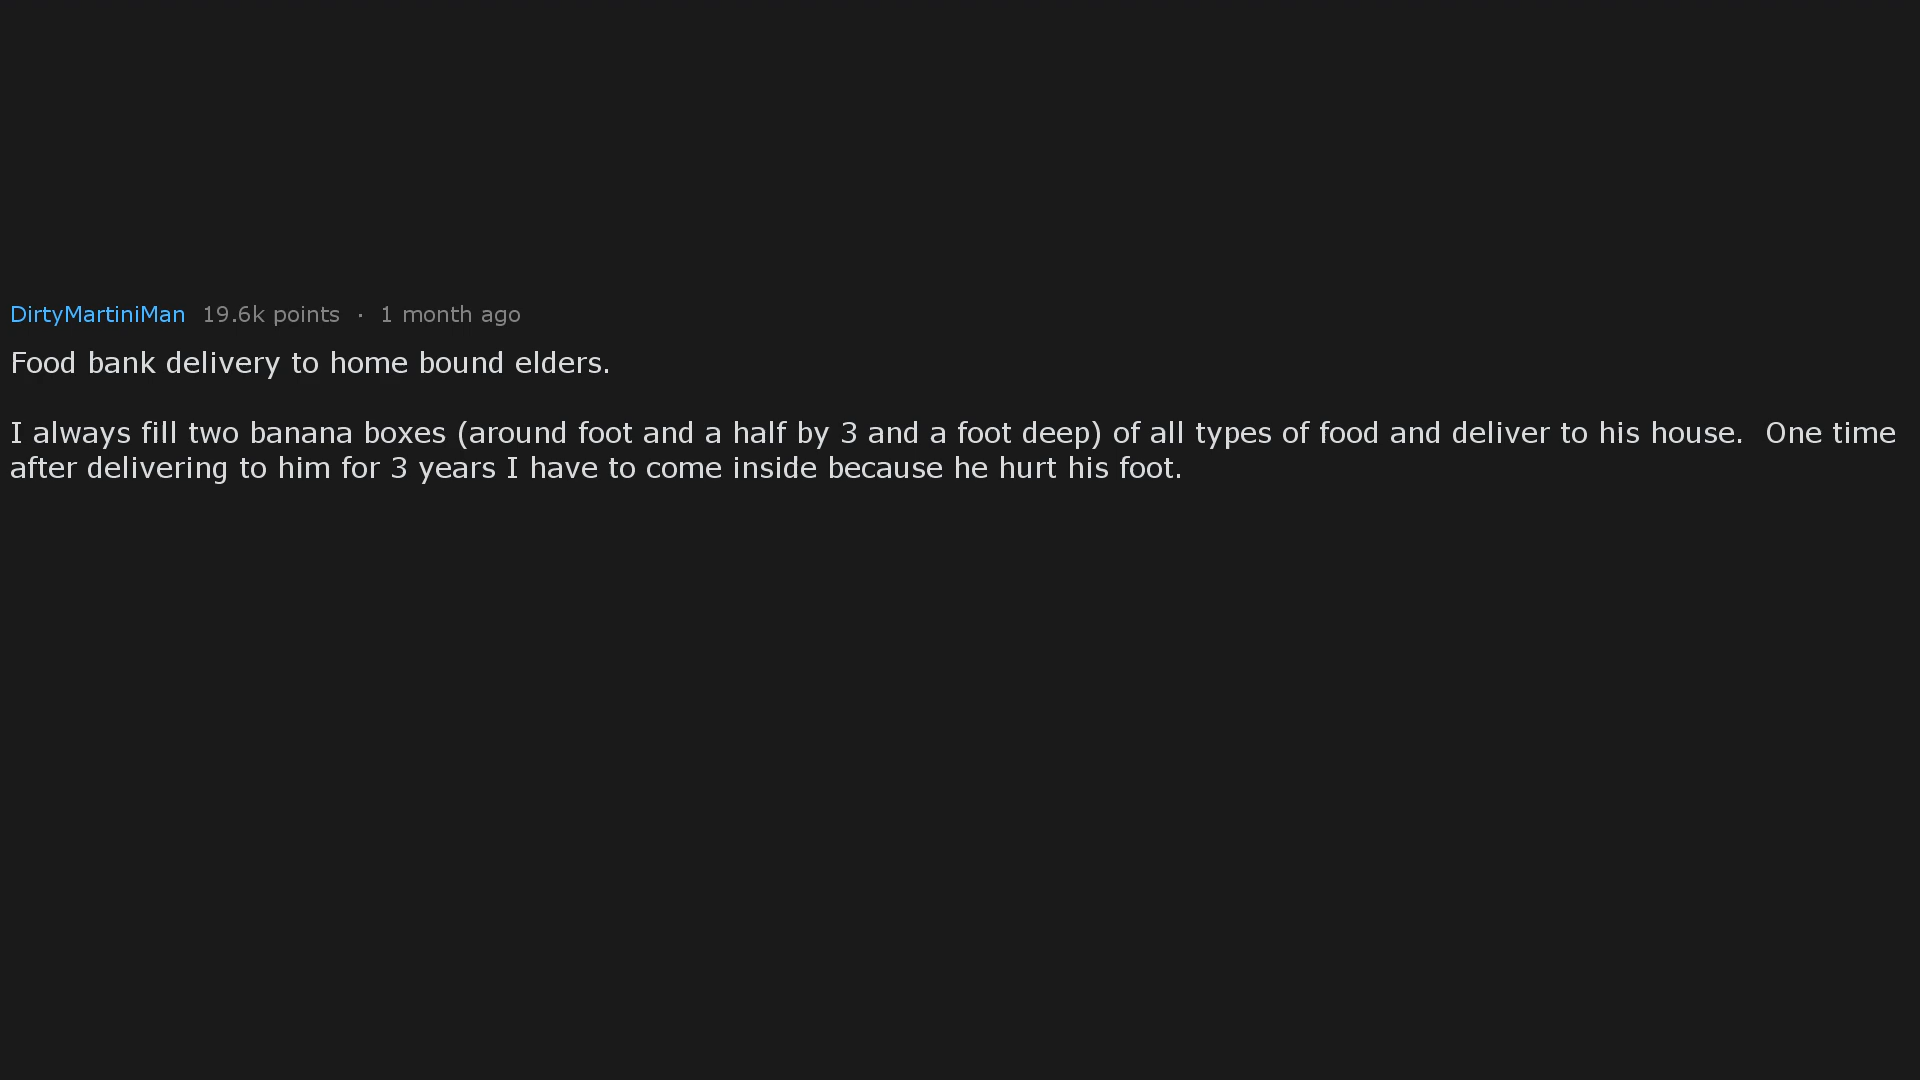 DirtyMartiniMan 19.6k points · 1 month ago
Food bank delivery to home bound elders.
I always fill two banana boxes (around foot and a half by 3 and a foot deep) of all types of food and deliver to his house.  One time
after delivering to him for 3 years I have to come inside because he hurt his foot.